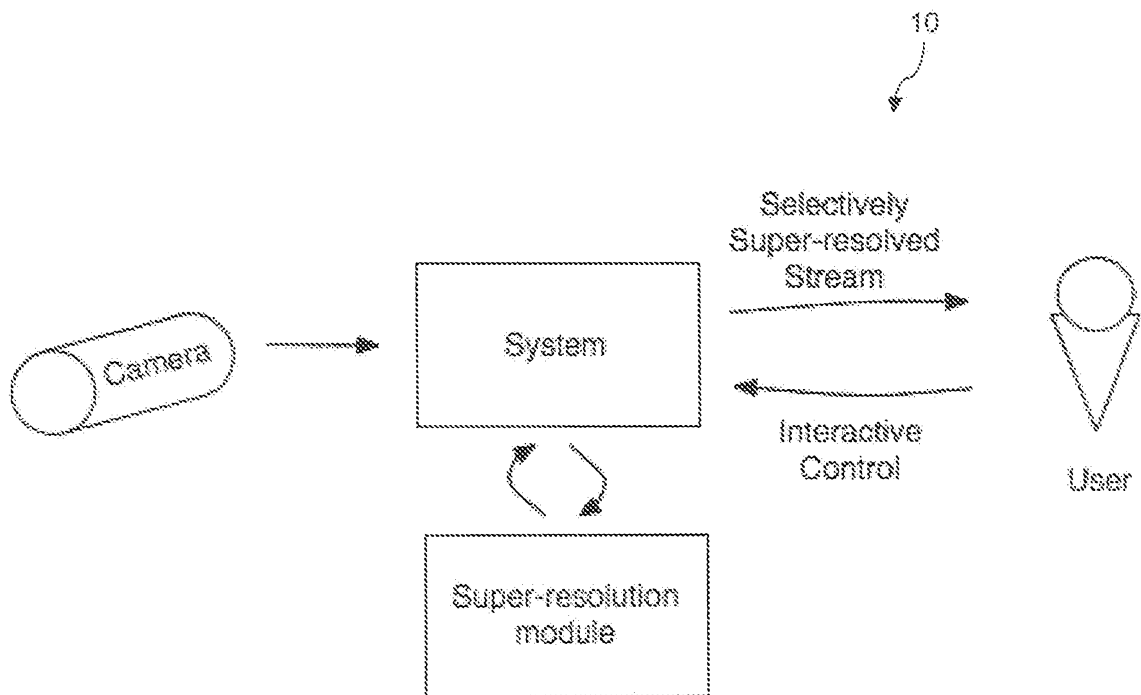 10
Selectively
Super-resolved
Stream
Camera
System
Interactive
Control
User
Super-resolution
module